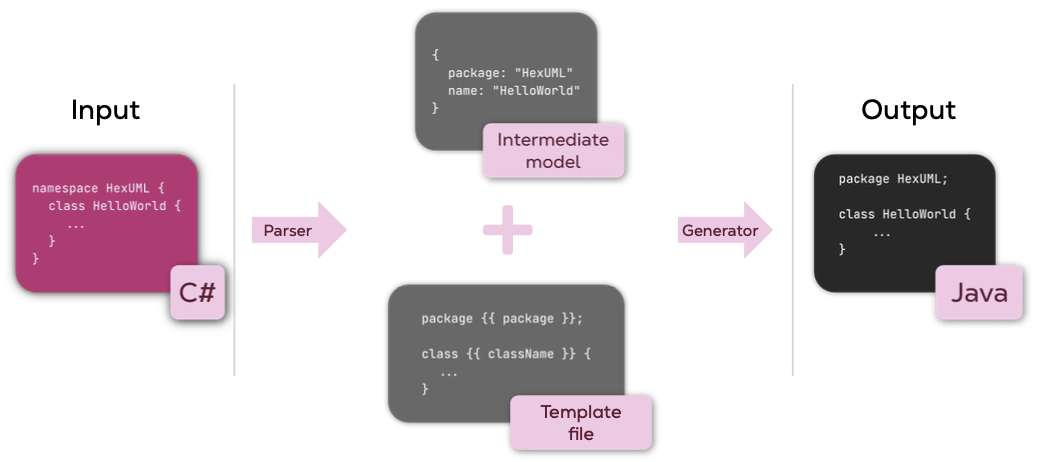 Input
namespace HexUML {
class HelloWorld {
...
}
}
C#
Parser
{
package: "HexUML"
name: "HelloWorld"
}
Intermediate
model
package {{ package }};
class {{ className }} {
...
}
Template
file
Generator
Output
package HexUML;
class HelloWorld {
...
}
Java